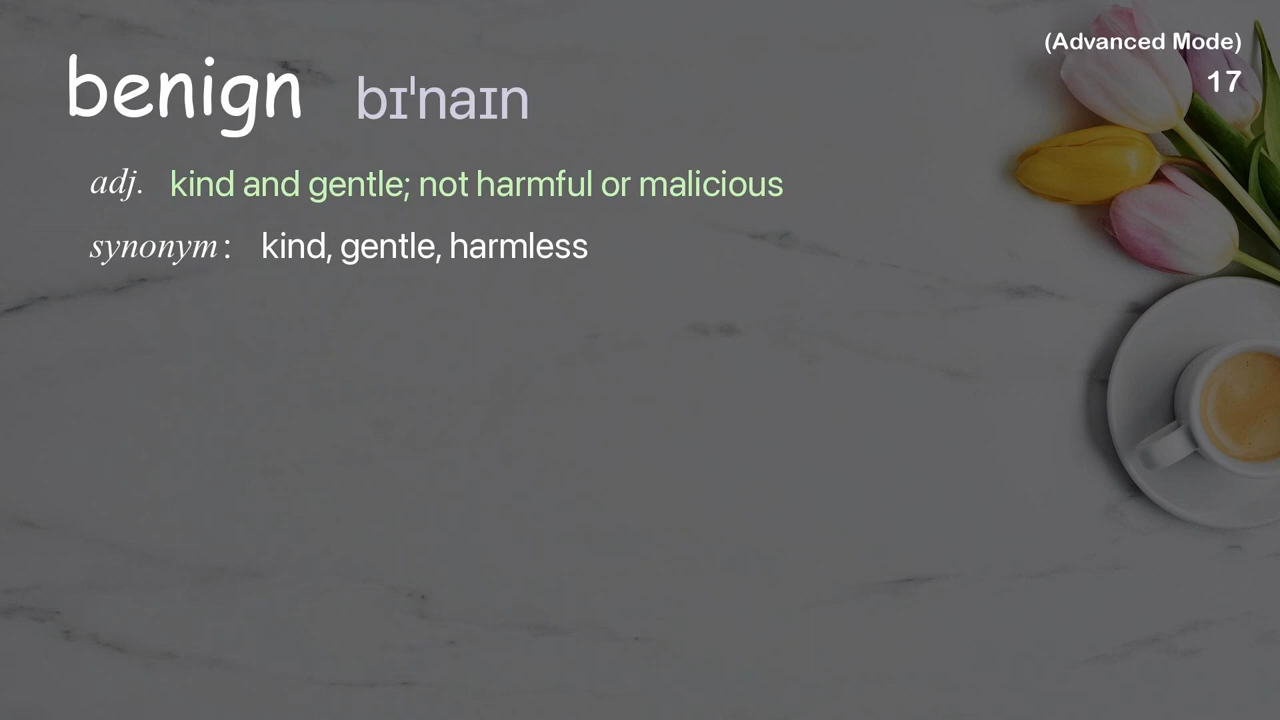 (Advanced Mode)
17
benign bɪˈnaɪn
adj. kind and gentle; not harmful or malicious
synonym: kind, gentle, harmless